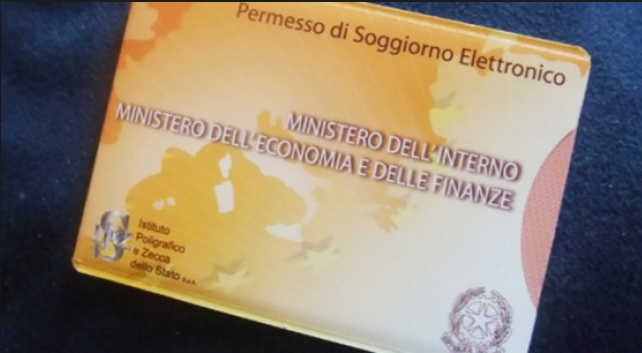 Permesso di Soggiorno Elettronico
MINISTERO DELL'INTERNO
MINISTERO DELL'ECONOMIA E DELLE FINANZE
Istituto
Poligrafico
e Zecca
dello Stato S.p.A.